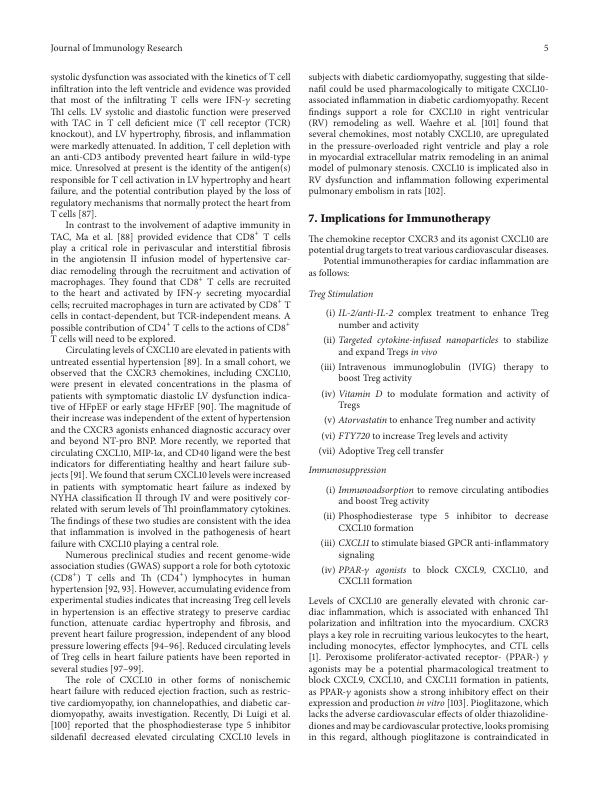 Journal of Immunology Research
5
systolic dysfunction was associated with the kinetics of T cell
infiltration into the left ventricle and evidence was provided
that most of the infiltrating T cells were IFN-γ secreting
Th1 cells. LV systolic and diastolic function were preserved
with TAC in T cell deficient mice (T cell receptor (TCR)
knockout), and LV hypertrophy, fibrosis, and inflammation
were markedly attenuated. In addition, T cell depletion with
an anti-CD3 antibody prevented heart failure in wild-type
mice. Unresolved at present is the identity of the antigen(s)
responsible for T cell activation in LV hypertrophy and heart
failure, and the potential contribution played by the loss of
regulatory mechanisms that normally protect the heart from
T cells [87].
In contrast to the involvement of adaptive immunity in
TAC, Ma et al. [88] provided evidence that CD8⁺ T cells
play a critical role in perivascular and interstitial fibrosis
in the angiotensin II infusion model of hypertensive car-
diac remodeling through the recruitment and activation of
macrophages. They found that CD8⁺ T cells are recruited
to the heart and activated by IFN-γ secreting myocardial
cells; recruited macrophages in turn are activated by CD8⁺ T
cells in contact-dependent, but TCR-independent means. A
possible contribution of CD4⁺ T cells to the actions of CD8⁺
T cells will need to be explored.
Circulating levels of CXCL10 are elevated in patients with
untreated essential hypertension [89]. In a small cohort, we
observed that the CXCR3 chemokines, including CXCL10,
were present in elevated concentrations in the plasma of
patients with symptomatic diastolic LV dysfunction indica-
tive of HFpEF or early stage HFrEF [90]. The magnitude of
their increase was independent of the extent of hypertension
and the CXCR3 agonists enhanced diagnostic accuracy over
and beyond NT-pro BNP. More recently, we reported that
circulating CXCL10, MIP-1α, and CD40 ligand were the best
indicators for differentiating healthy and heart failure sub-
jects [91]. We found that serum CXCL10 levels were increased
in patients with symptomatic heart failure as indexed by
NYHA classification II through IV and were positively cor-
related with serum levels of Th1 proinflammatory cytokines.
The findings of these two studies are consistent with the idea
that inflammation is involved in the pathogenesis of heart
failure with CXCL10 playing a central role.
Numerous preclinical studies and recent genome-wide
association studies (GWAS) support a role for both cytotoxic
(CD8⁺) T cells and Th (CD4⁺) lymphocytes in human
hypertension [92, 93]. However, accumulating evidence from
experimental studies indicates that increasing Treg cell levels
in hypertension is an effective strategy to preserve cardiac
function, attenuate cardiac hypertrophy and fibrosis, and
prevent heart failure progression, independent of any blood
pressure lowering effects [94–96]. Reduced circulating levels
of Treg cells in heart failure patients have been reported in
several studies [97–99].
The role of CXCL10 in other forms of nonischemic
heart failure with reduced ejection fraction, such as restric-
tive cardiomyopathy, ion channelopathies, and diabetic car-
diomyopathy, awaits investigation. Recently, Di Luigi et al.
[100] reported that the phosphodiesterase type 5 inhibitor
sildenafil decreased elevated circulating CXCL10 levels in
subjects with diabetic cardiomyopathy, suggesting that silde-
nafil could be used pharmacologically to mitigate CXCL10-
associated inflammation in diabetic cardiomyopathy. Recent
findings support a role for CXCL10 in right ventricular
(RV) remodeling as well. Waehre et al. [101] found that
several chemokines, most notably CXCL10, are upregulated
in the pressure-overloaded right ventricle and play a role
in myocardial extracellular matrix remodeling in an animal
model of pulmonary stenosis. CXCL10 is implicated also in
RV dysfunction and inflammation following experimental
pulmonary embolism in rats [102].
7. Implications for Immunotherapy
The chemokine receptor CXCR3 and its agonist CXCL10 are
potential drug targets to treat various cardiovascular diseases.
Potential immunotherapies for cardiac inflammation are
as follows:
Treg Stimulation
(i) IL-2/anti-IL-2 complex treatment to enhance Treg
number and activity
(ii) Targeted cytokine-infused nanoparticles to stabilize
and expand Tregs in vivo
(iii) Intravenous immunoglobulin (IVIG) therapy to
boost Treg activity
(iv) Vitamin D to modulate formation and activity of
Tregs
(v) Atorvastatin to enhance Treg number and activity
(vi) FTY720 to increase Treg levels and activity
(vii) Adoptive Treg cell transfer
Immunosuppression
(i) Immunoadsorption to remove circulating antibodies
and boost Treg activity
(ii) Phosphodiesterase type 5 inhibitor to decrease
CXCL10 formation
(iii) CXCL11 to stimulate biased GPCR anti-inflammatory
signaling
(iv) PPAR-γ agonists to block CXCL9, CXCL10, and
CXCL11 formation
Levels of CXCL10 are generally elevated with chronic car-
diac inflammation, which is associated with enhanced Th1
polarization and infiltration into the myocardium. CXCR3
plays a key role in recruiting various leukocytes to the heart,
including monocytes, effector lymphocytes, and CTL cells
[1]. Peroxisome proliferator-activated receptor- (PPAR-) γ
agonists may be a potential pharmacological treatment to
block CXCL9, CXCL10, and CXCL11 formation in patients,
as PPAR-γ agonists show a strong inhibitory effect on their
expression and production in vitro [103]. Pioglitazone, which
lacks the adverse cardiovascular effects of older thiazolidine-
diones and may be cardiovascular protective, looks promising
in this regard, although pioglitazone is contraindicated in